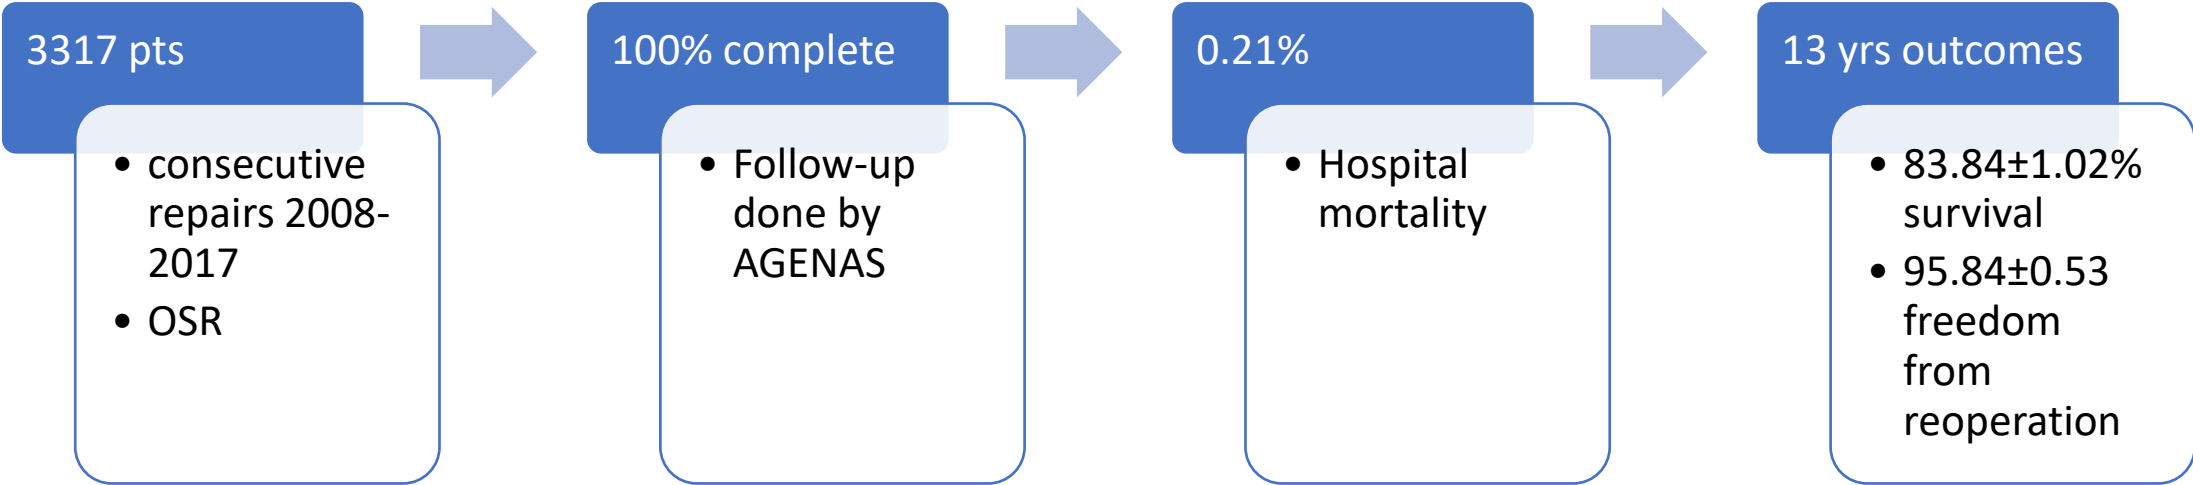 3317 pts
• consecutive
repairs 2008-
2017
• OSR
100% complete
• Follow-up
done by
AGENAS
0.21%
• Hospital
mortality
13 yrs outcomes
• 83.84±1.02%
survival
• 95.84±0.53
freedom
from
reoperation